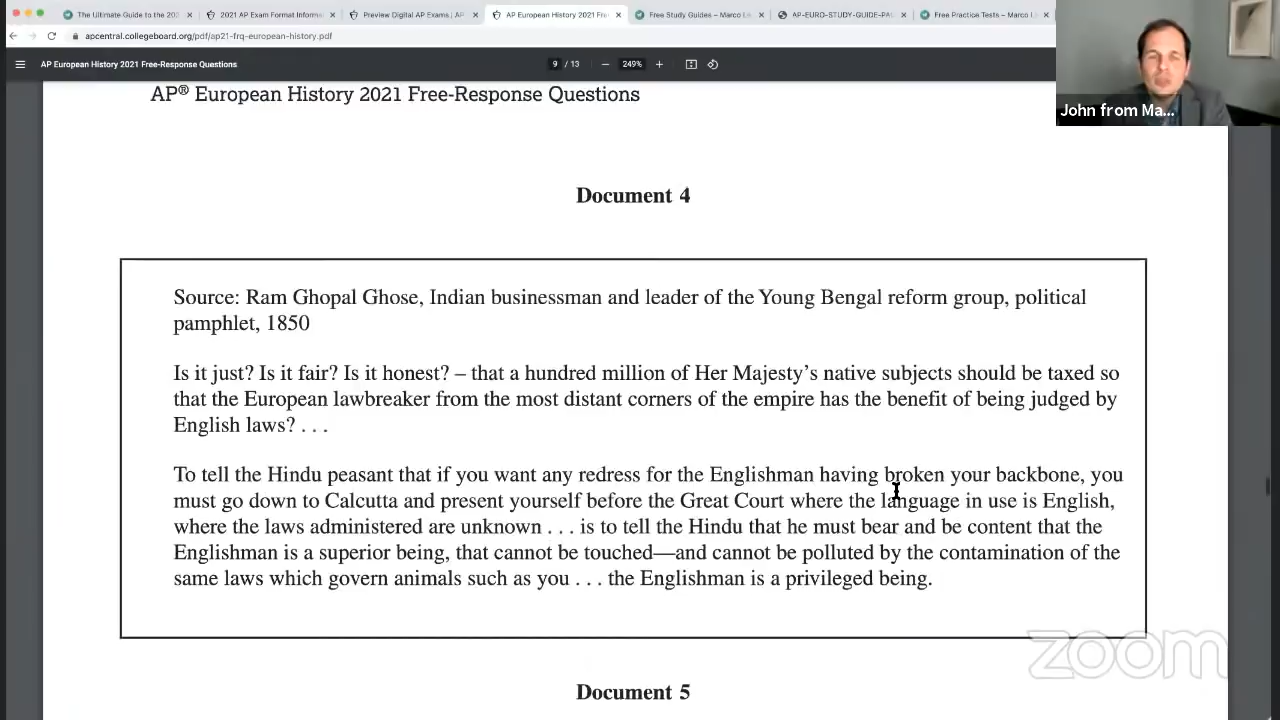 The Ultimate Guide to the 202
2021 AP Exam Format Informa
Preview Digital AP Exams | AP
AP European History 2021 Free
Free Study Guides – Marco Le
AP-EURO-STUDY-GUIDE-PAC
Free Practice Tests – Marco L
apcentral.collegeboard.org/pdf/ap21-frq-european-history.pdf
AP European History 2021 Free-Response Questions
9 / 13
249%
John from Ma...
AP® European History 2021 Free-Response Questions
Document 4
Source: Ram Ghopal Ghose, Indian businessman and leader of the Young Bengal reform group, political
pamphlet, 1850
Is it just? Is it fair? Is it honest? – that a hundred million of Her Majesty’s native subjects should be taxed so
that the European lawbreaker from the most distant corners of the empire has the benefit of being judged by
English laws? . . .
To tell the Hindu peasant that if you want any redress for the Englishman having broken your backbone, you
must go down to Calcutta and present yourself before the Great Court where the language in use is English,
where the laws administered are unknown . . . is to tell the Hindu that he must bear and be content that the
Englishman is a superior being, that cannot be touched—and cannot be polluted by the contamination of the
same laws which govern animals such as you . . . the Englishman is a privileged being.
zoom
Document 5